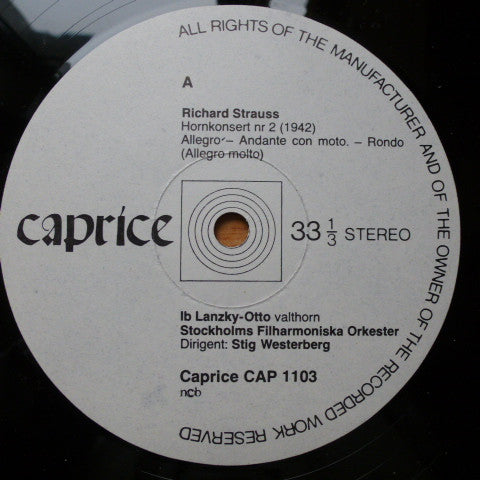 ALL RIGHTS OF THE MANUFACTURER AND OF THE OWNER OF THE RECORDED WORK RESERVED
A
Richard Strauss
Hornkonsert nr 2 (1942)
Allegro – Andante con moto. – Rondo
(Allegro molto)
caprice
33 1/3 STEREO
Ib Lanzky-Otto valthorn
Stockholms Filharmoniska Orkester
Dirigent: Stig Westerberg
Caprice CAP 1103
ncb